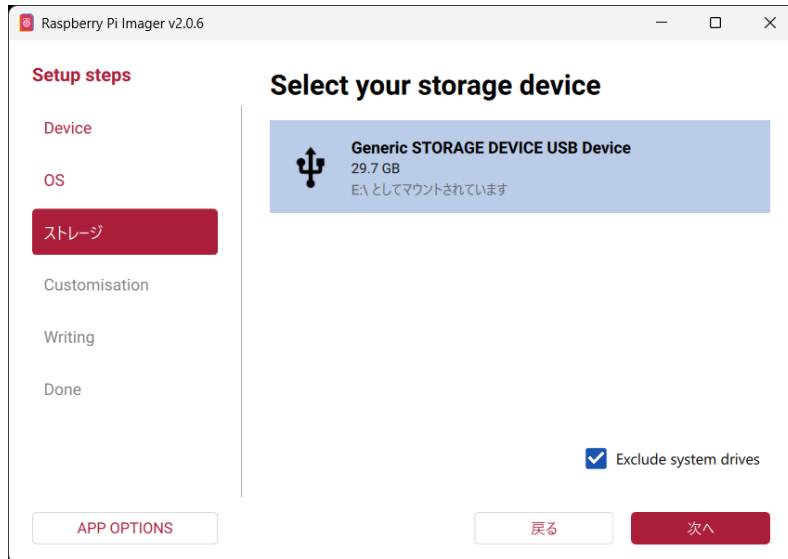 Raspberry Pi Imager v2.0.6
Setup steps
Device
OS
ストレージ
Customisation
Writing
Done
APP OPTIONS
Select your storage device
Generic STORAGE DEVICE USB Device
29.7 GB
E:\ としてマウントされています
Exclude system drives
戻る
次へ